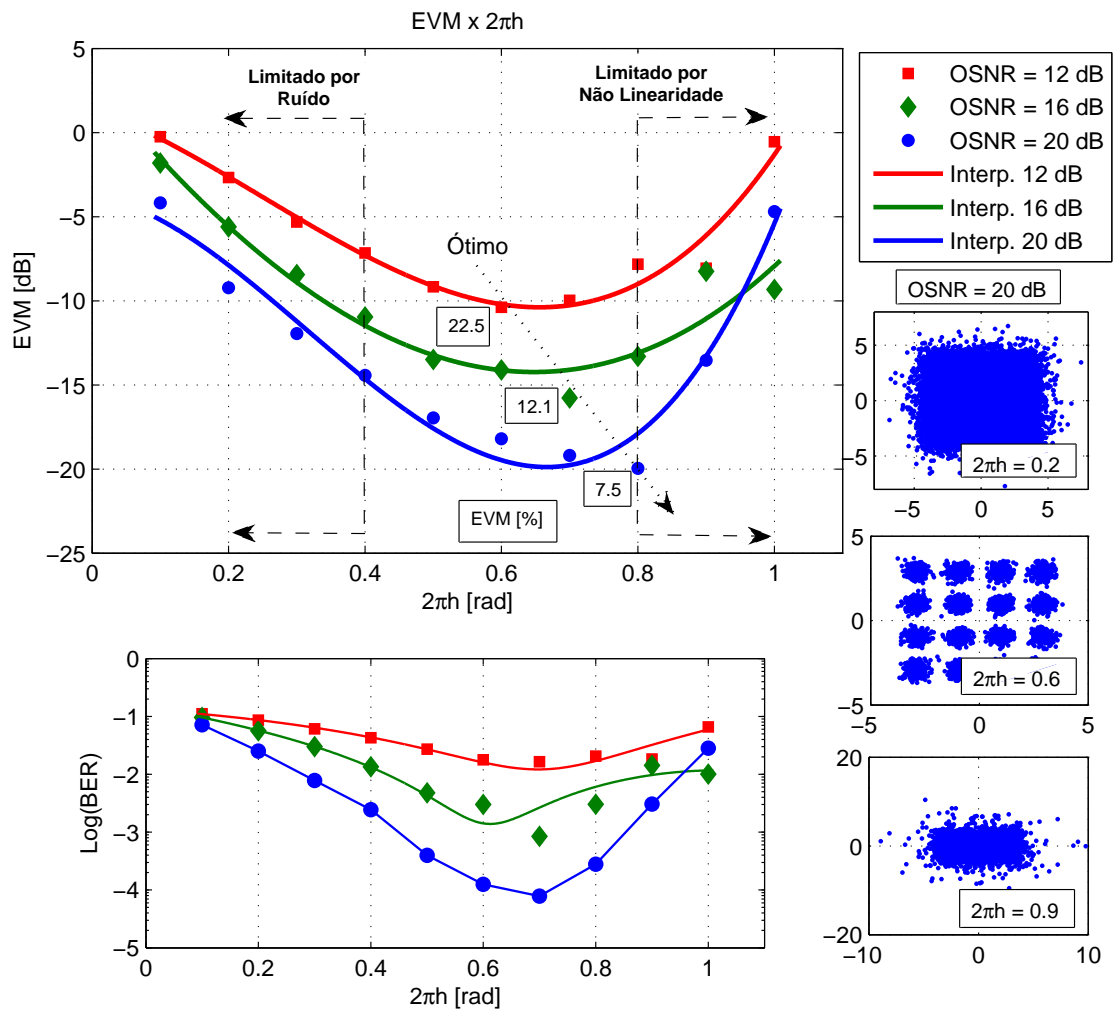 EVM x 2πh
5
0
−5
−10
−15
−20
−25
EVM [dB]
Limitado por
Ruído
Limitado por
Não Linearidade
Ótimo
22.5
12.1
7.5
EVM [%]
0
0.2
0.4
0.6
0.8
1
2πh [rad]
OSNR = 12 dB
OSNR = 16 dB
OSNR = 20 dB
Interp. 12 dB
Interp. 16 dB
Interp. 20 dB
OSNR = 20 dB
5
0
−5
2πh = 0.2
−5
0
5
5
0
−5
2πh = 0.6
−5
0
5
20
0
−20
2πh = 0.9
−10
0
10
0
−1
−2
−3
−4
−5
Log(BER)
0
0.2
0.4
0.6
0.8
1
2πh [rad]